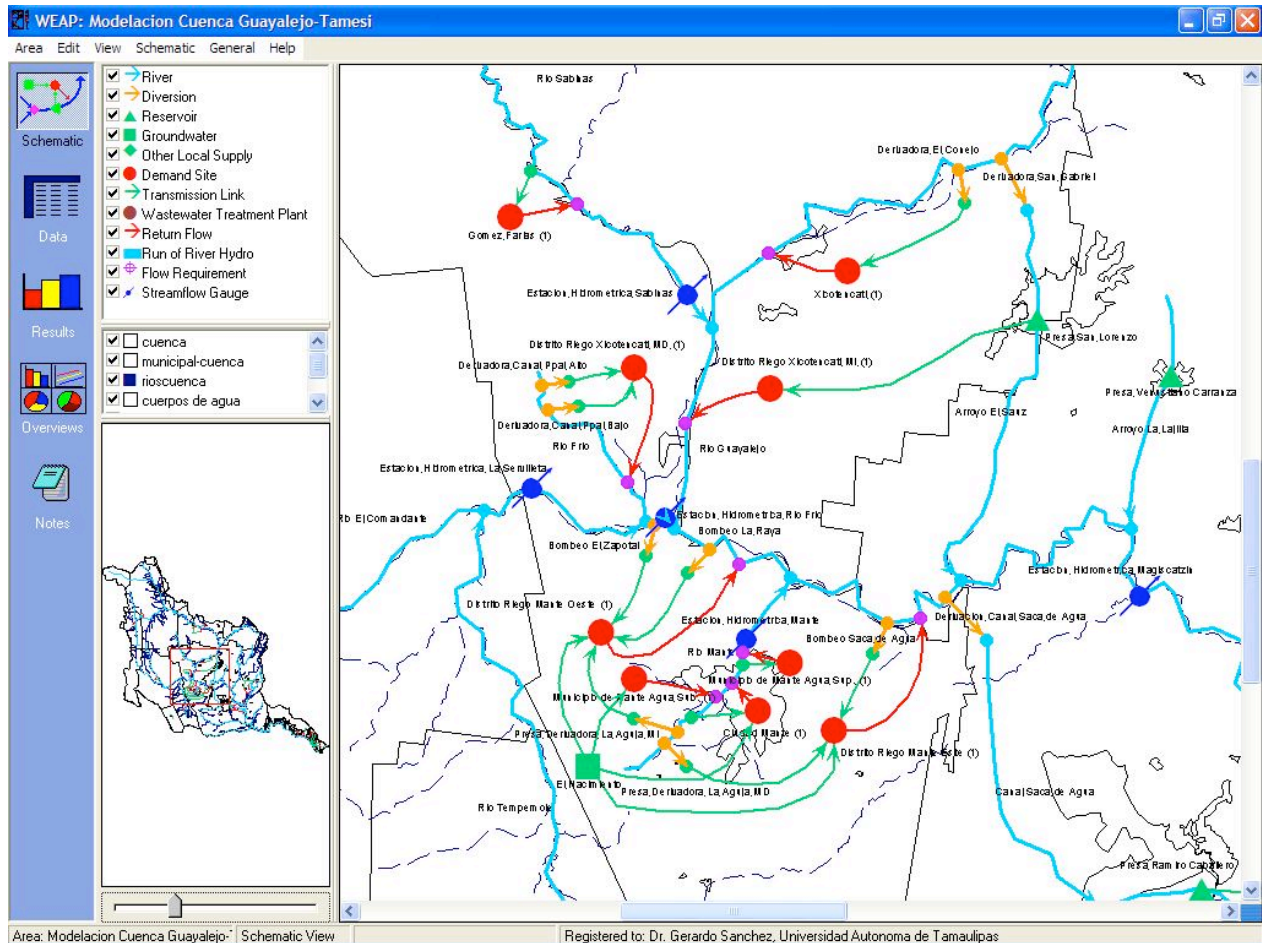 WEAP: Modelacion Cuenca Guayalejo-Tamesi
Area Edit View Schematic General Help
Schematic
Data
Results
Overviews
Notes
River
Diversion
Reservoir
Groundwater
Other Local Supply
Demand Site
Transmission Link
Wastewater Treatment Plant
Return Flow
Run of River Hydro
Flow Requirement
Streamflow Gauge
cuenca
municipal-cuenca
rioscuenca
cuerpos de agua
Rio Sabinas
Derivadora, El Conejo
Derivadora, San, Gabriel
Gomez, Farias (1)
Xicotencatl, (1)
Estacion, Hidrometrica, Sabinas
Presa, San, Lorenzo
Distrito Riego Xicotencatl, MD, (1)
Distrito Riego Xicotencatl, MI, (1)
Derivadora, Canal, Ppal, Alto
Presa, Venustiano Carranza
Arroyo El, Sauz
Arroyo La, Lajilla
Derivadora, Canal, Ppal, Bajo
Rio Frio
Rio Guayalejo
Estacion, Hidrometrica, La Servilleta
Rio El, Comandante
Estacion, Hidrometrica, Rio Frio
Bombeo La, Raya
Bombeo El, Zapotal
Estacion, Hidrometrica, Magiscatzin
Distrito Riego Mante Oeste (1)
Estacion, Hidrometrica, Mante
Derivacion, Canal, Saca, de Agua
Bombeo Saca, de Agua
Rio Mante
Municipio de Mante Agua, Sup, (1)
Municipio de Mante Agua, Sub, (1)
Presa, Derivadora, La Aguja, MI
Ciudad Mante (1)
Distrito Riego Mante Este (1)
El, Nacimiento
Presa, Derivadora, La, Aguja, MD
Canal, Saca, de Agua
Rio Tempemole
Presa, Ramiro Caballero
Area: Modelacion Cuenca Guayalejo-T
Schematic View
Registered to: Dr. Gerardo Sanchez, Universidad Autonoma de Tamaulipas